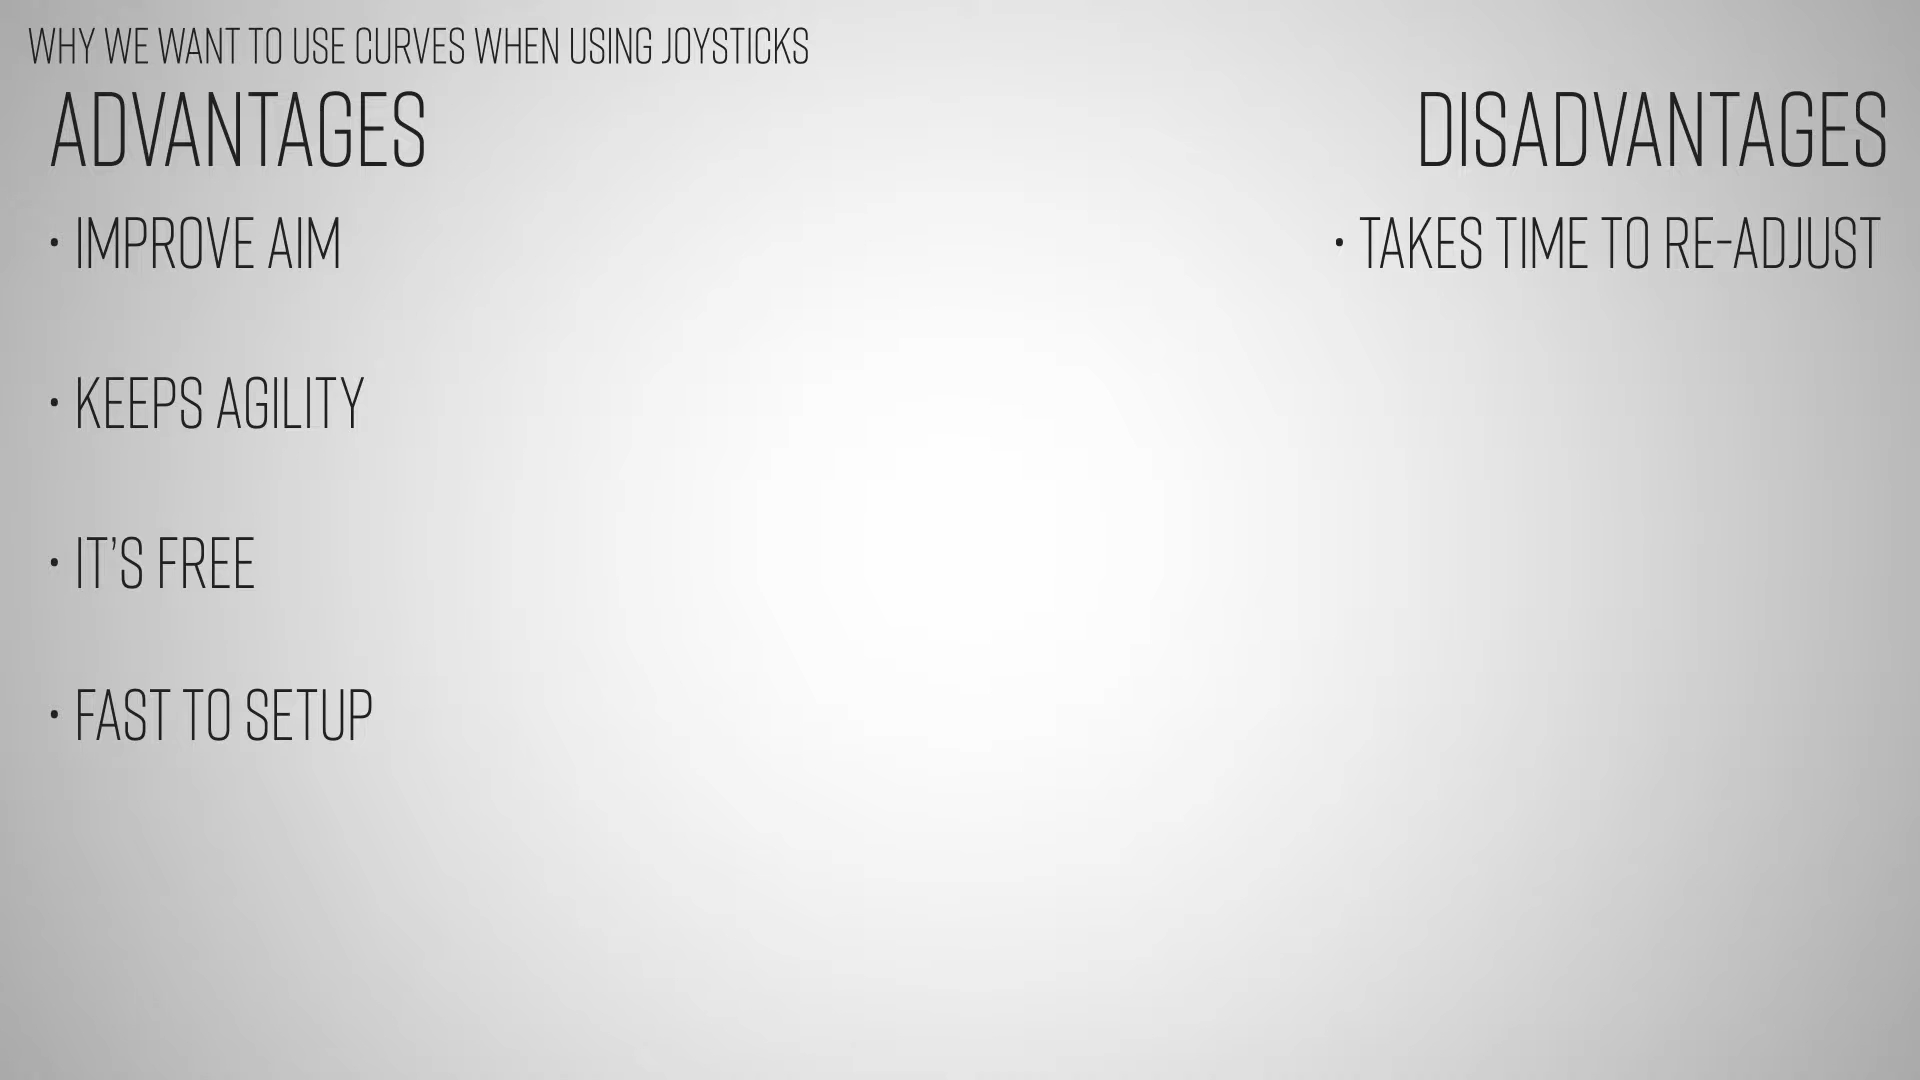 WHY WE WANT TO USE CURVES WHEN USING JOYSTICKS
ADVANTAGES
• IMPROVE AIM
• KEEPS AGILITY
• IT'S FREE
• FAST TO SETUP
DISADVANTAGES
• TAKES TIME TO RE-ADJUST